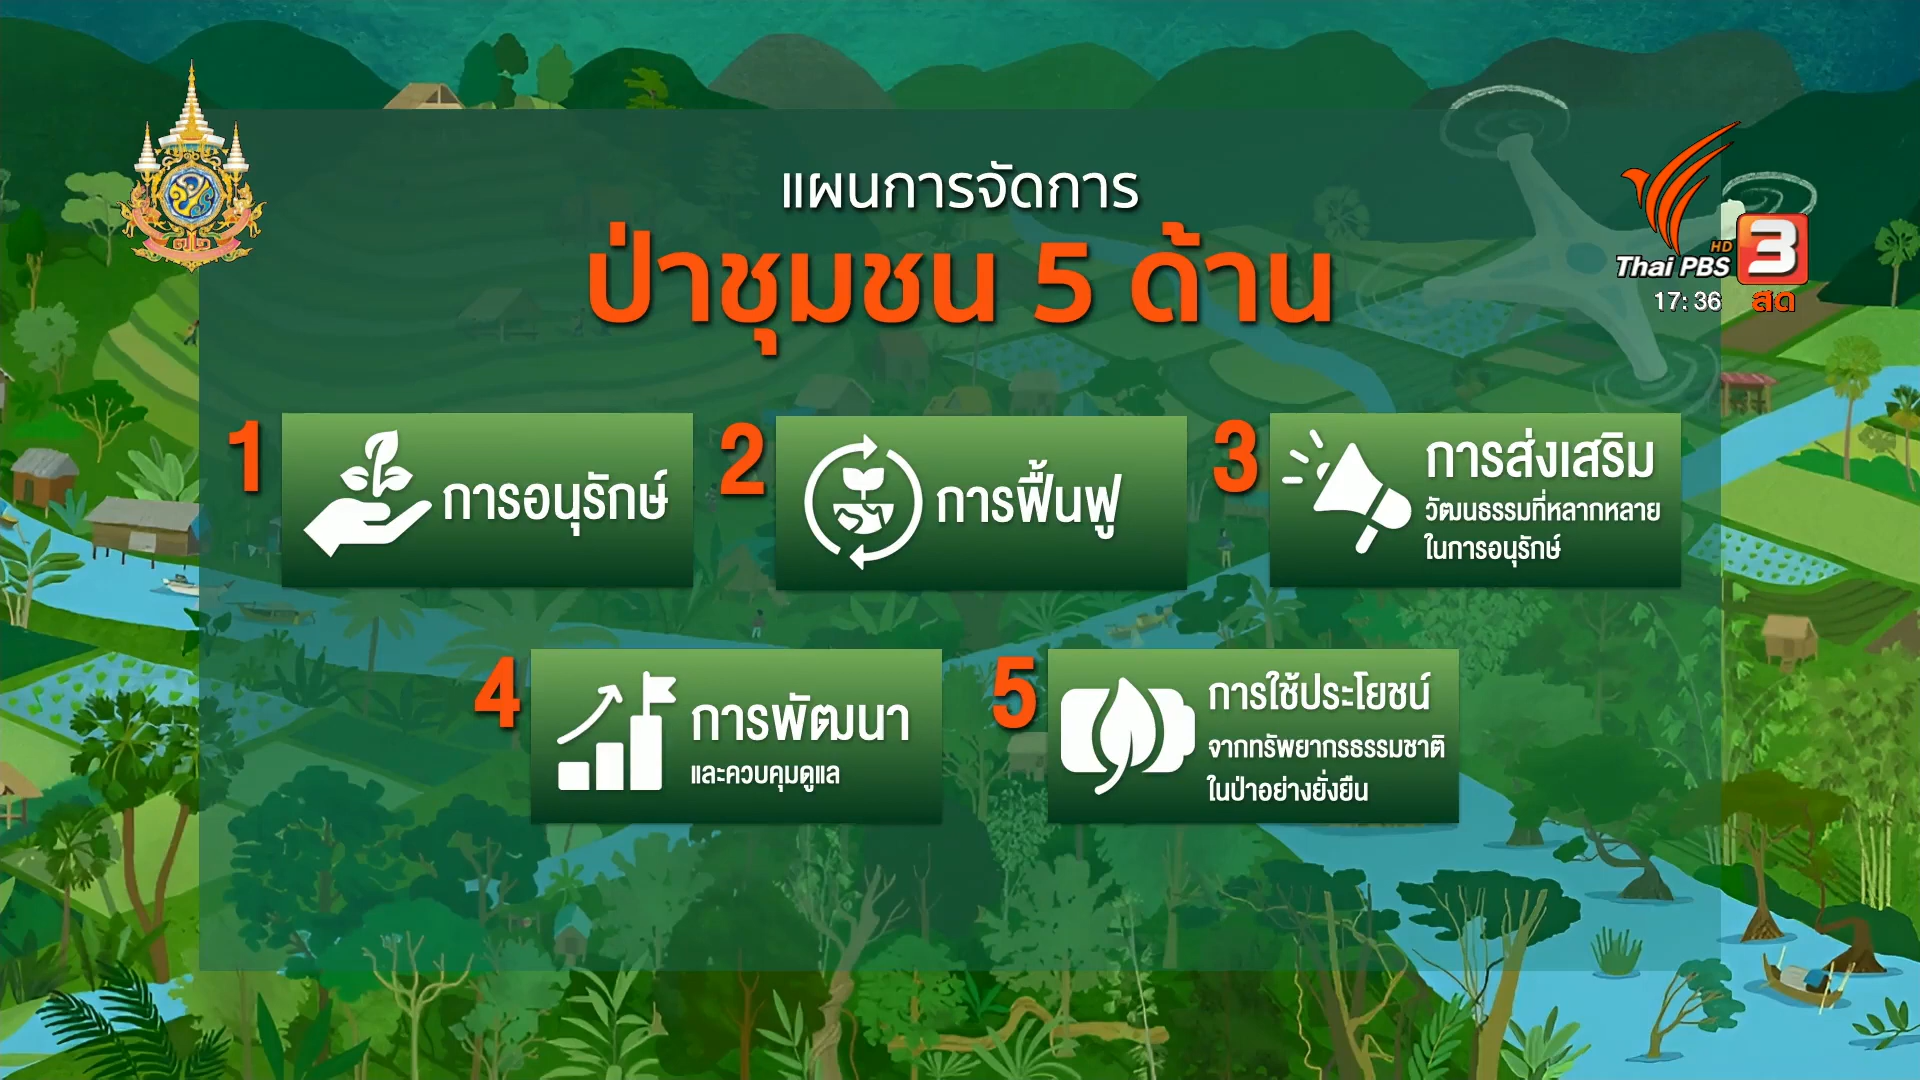 แผนการจัดการ
ป่าชุมชน 5 ด้าน
HD
Thai PBS 3
17:36 สด
1 การอนุรักษ์
2 การฟื้นฟู
3 การส่งเสริม
วัฒนธรรมที่หลากหลาย
ในการอนุรักษ์
4 การพัฒนา
และควบคุมดูแล
5 การใช้ประโยชน์
จากทรัพยากรธรรมชาติ
ในป่าอย่างยั่งยืน